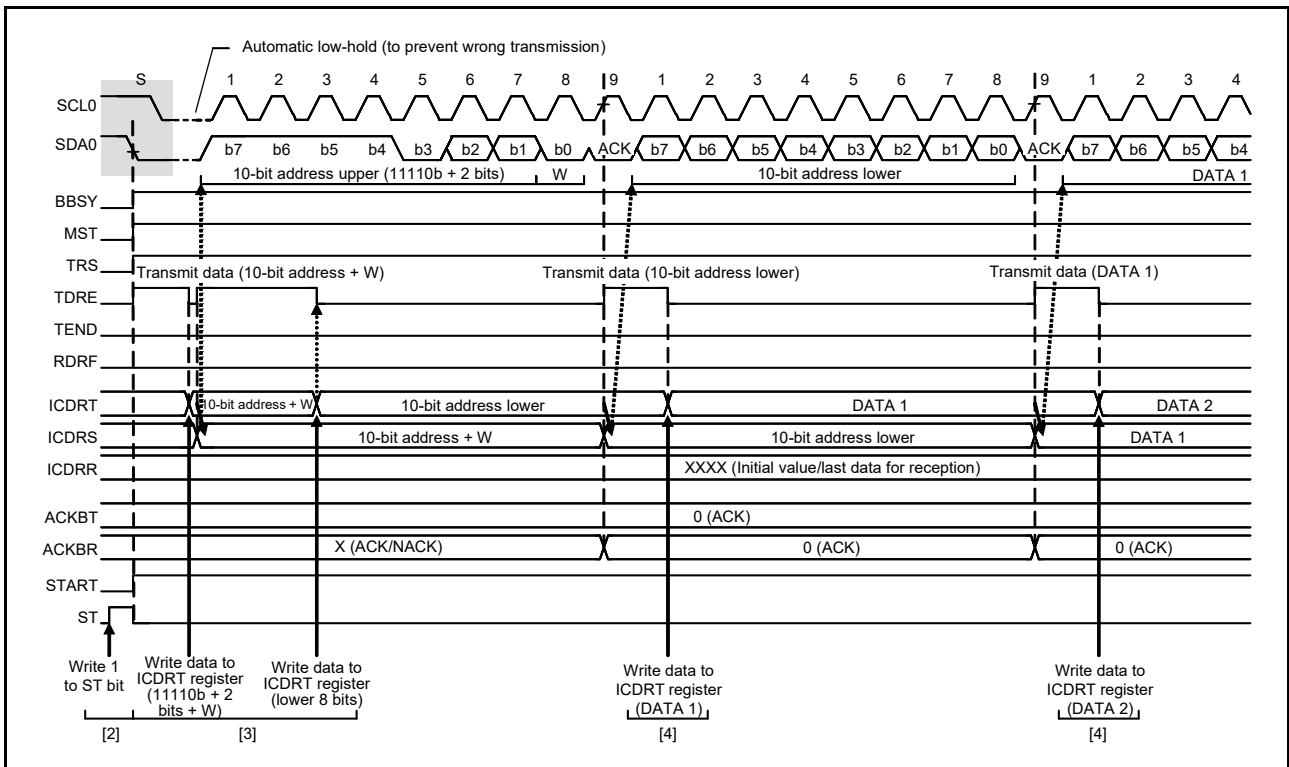 Automatic low-hold (to prevent wrong transmission)
S 1 2 3 4 5 6 7 8 9 1 2 3 4 5 6 7 8 9 1 2 3 4
SCL0
SDA0 b7 b6 b5 b4 b3 b2 b1 b0 ACK b7 b6 b5 b4 b3 b2 b1 b0 ACK b7 b6 b5 b4
10-bit address upper (11110b + 2 bits) W 10-bit address lower DATA 1
BBSY
MST
TRS
Transmit data (10-bit address + W) Transmit data (10-bit address lower) Transmit data (DATA 1)
TDRE
TEND
RDRF
ICDRT 10-bit address + W 10-bit address lower DATA 1 DATA 2
ICDRS 10-bit address + W 10-bit address lower DATA 1
ICDRR XXXX (Initial value/last data for reception)
ACKBT 0 (ACK)
ACKBR X (ACK/NACK) 0 (ACK) 0 (ACK)
START
ST
Write 1
to ST bit
Write data to
ICDRT register
(11110b + 2
bits + W)
Write data to
ICDRT register
(lower 8 bits)
Write data to
ICDRT register
(DATA 1)
Write data to
ICDRT register
(DATA 2)
[2] [3] [4] [4]